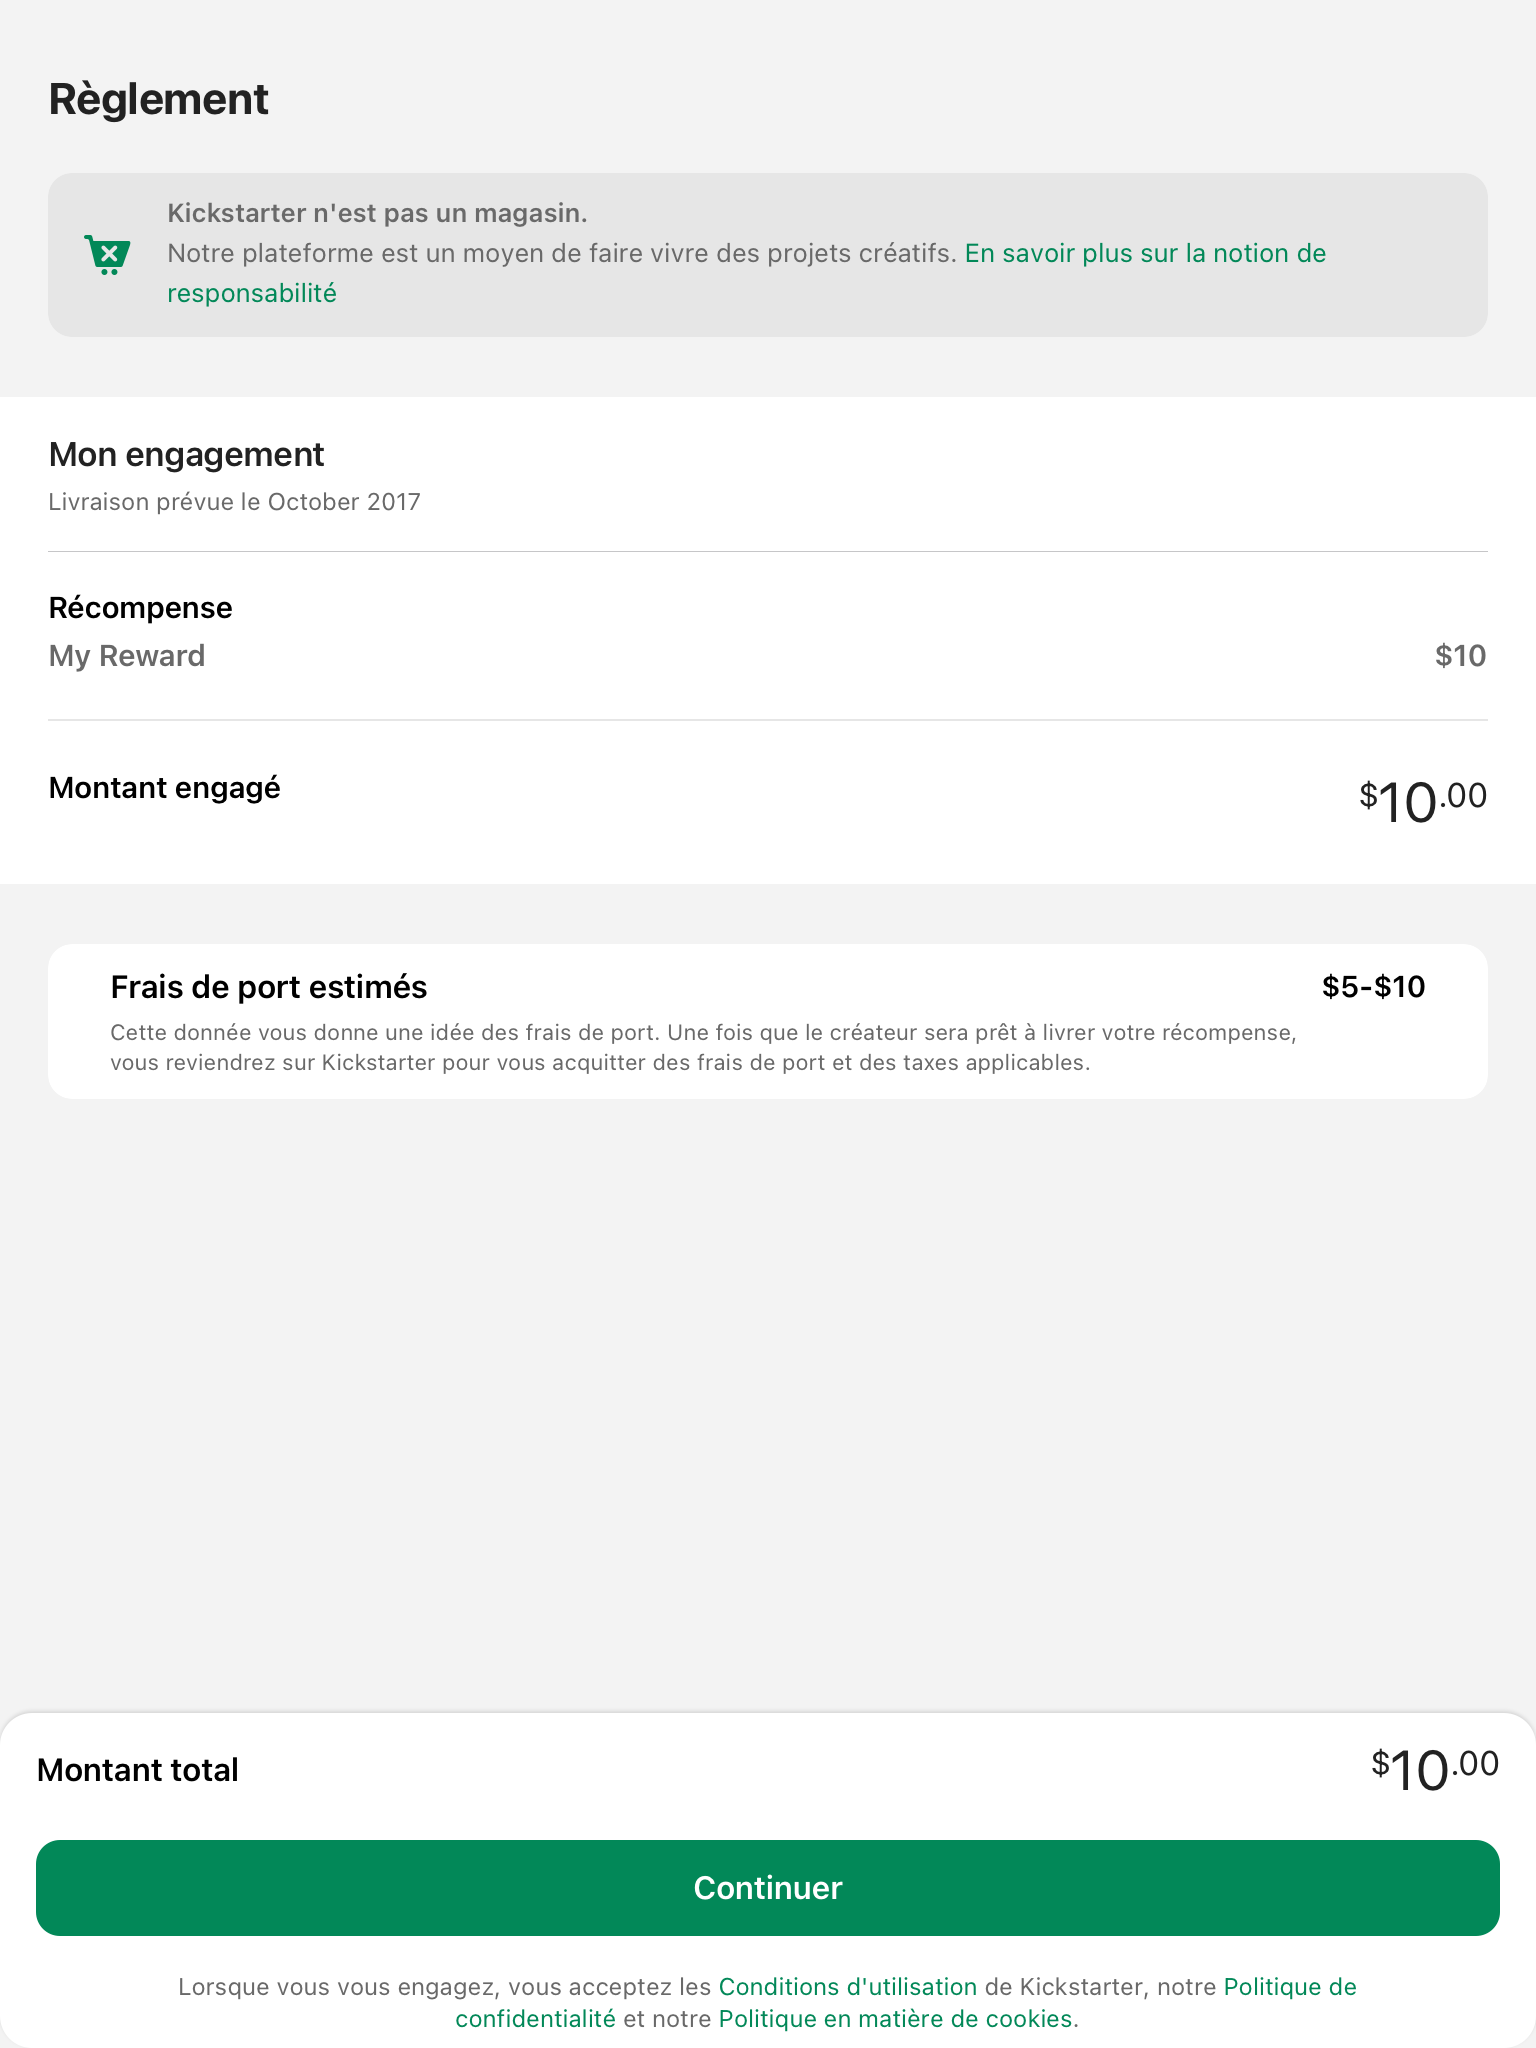 Règlement
Kickstarter n'est pas un magasin.
Notre plateforme est un moyen de faire vivre des projets créatifs. En savoir plus sur la notion de
responsabilité
Mon engagement
Livraison prévue le October 2017
Récompense
My Reward $10
Montant engagé $10.00
Frais de port estimés $5-$10
Cette donnée vous donne une idée des frais de port. Une fois que le créateur sera prêt à livrer votre récompense,
vous reviendrez sur Kickstarter pour vous acquitter des frais de port et des taxes applicables.
Montant total $10.00
Continuer
Lorsque vous vous engagez, vous acceptez les Conditions d'utilisation de Kickstarter, notre Politique de
confidentialité et notre Politique en matière de cookies.